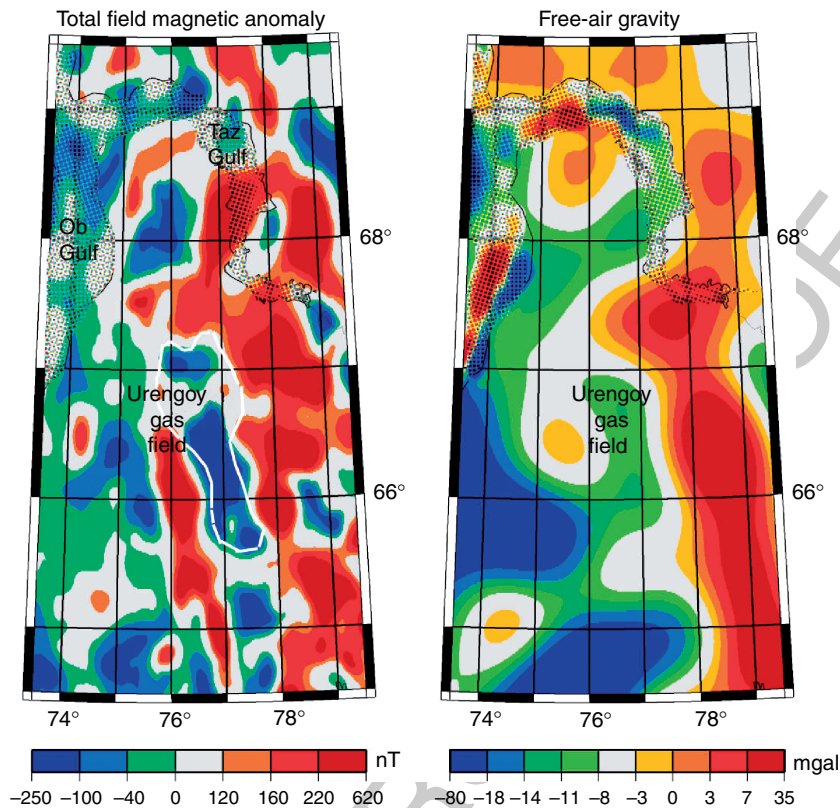 Total field magnetic anomaly
Free-air gravity
Taz
Gulf
Ob
Gulf
68°
68°
Urengoy
gas
field
Urengoy
gas
field
66°
66°
74°
76°
78°
74°
76°
78°
nT
–250 –100 –40 0 120 160 220 620
mgal
–80 –18 –14 –11 –8 –3 0 3 7 35